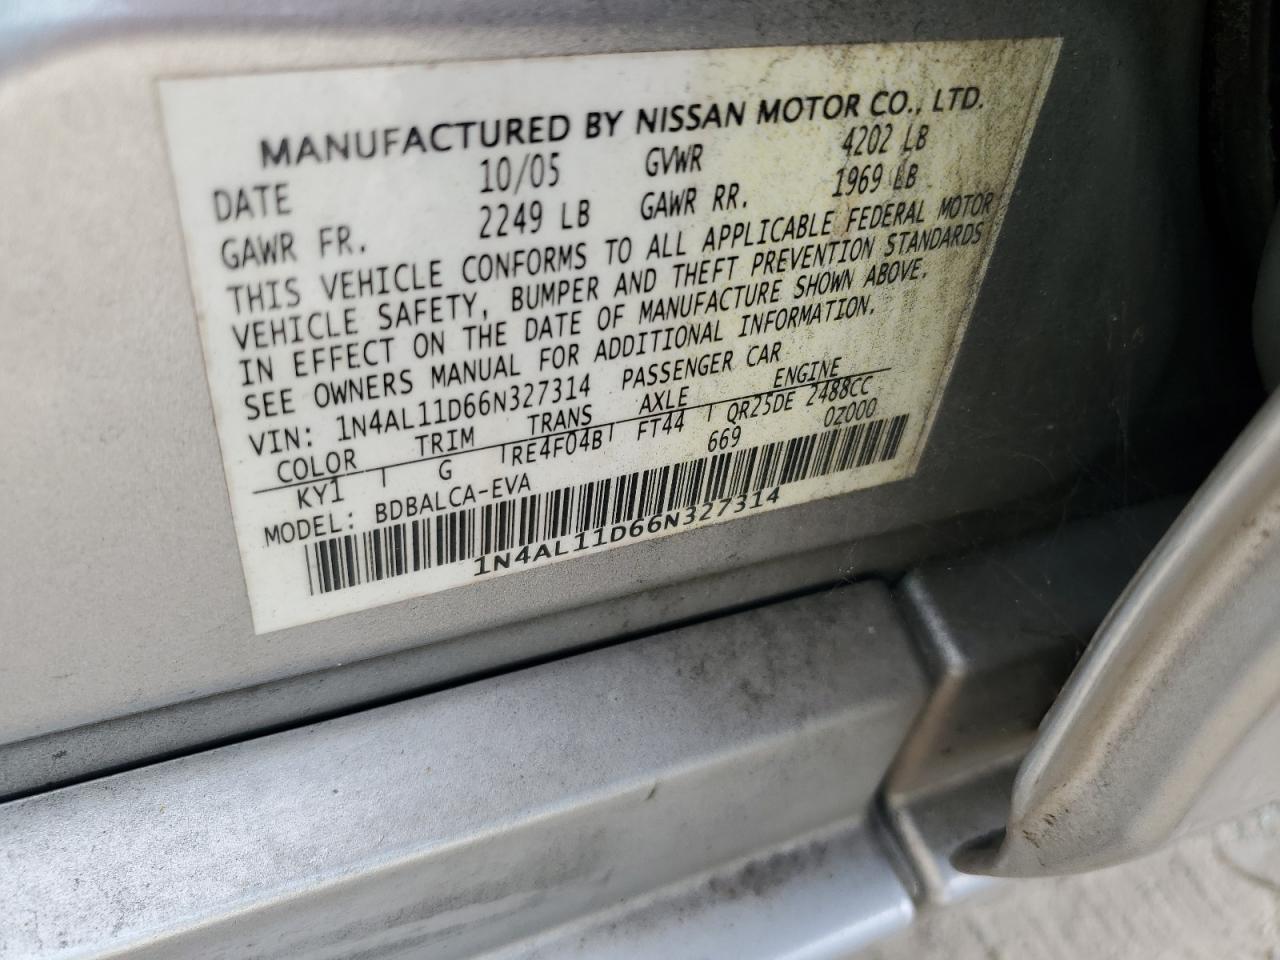 MANUFACTURED BY NISSAN MOTOR CO., LTD.
DATE 10/05 GVWR 4202 LB
GAWR FR. 2249 LB GAWR RR. 1969 LB
THIS VEHICLE CONFORMS TO ALL APPLICABLE FEDERAL MOTOR
VEHICLE SAFETY, BUMPER AND THEFT PREVENTION STANDARDS
IN EFFECT ON THE DATE OF MANUFACTURE SHOWN ABOVE.
SEE OWNERS MANUAL FOR ADDITIONAL INFORMATION.
VIN: 1N4AL11D66N327314 PASSENGER CAR
COLOR TRIM TRANS AXLE ENGINE
KY1 G RE4F04B FT44 QR25DE 2488CC
MODEL: BDBALCA-EVA 669 0Z000
1N4AL11D66N327314